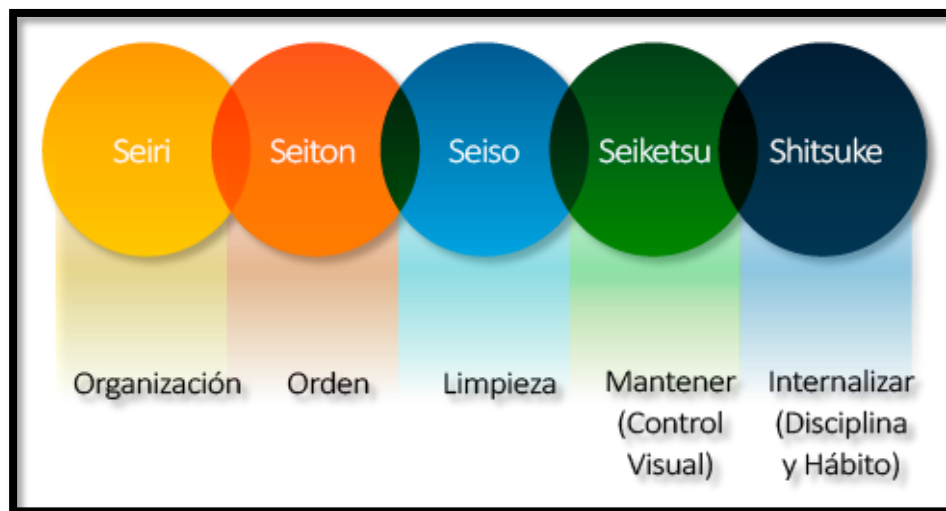 Seiri Seiton Seiso Seiketsu Shitsuke
Organización Orden Limpieza Mantener Internalizar
(Control (Disciplina
Visual) y Hábito)